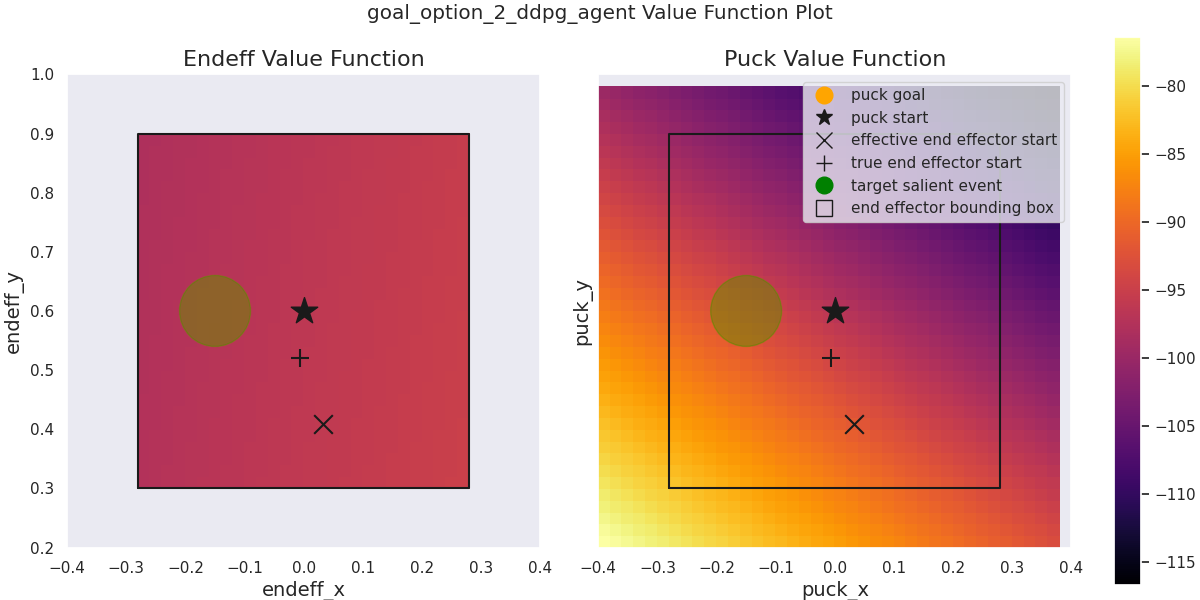 goal_option_2_ddpg_agent Value Function Plot
Endeff Value Function
1.0
0.9
0.8
0.7
0.6
0.5
0.4
0.3
0.2
endeff_y
−0.4 −0.3 −0.2 −0.1 0.0 0.1 0.2 0.3 0.4
endeff_x
Puck Value Function
puck goal
puck start
effective end effector start
true end effector start
target salient event
end effector bounding box
puck_y
−0.4 −0.3 −0.2 −0.1 0.0 0.1 0.2 0.3 0.4
puck_x
−80
−85
−90
−95
−100
−105
−110
−115